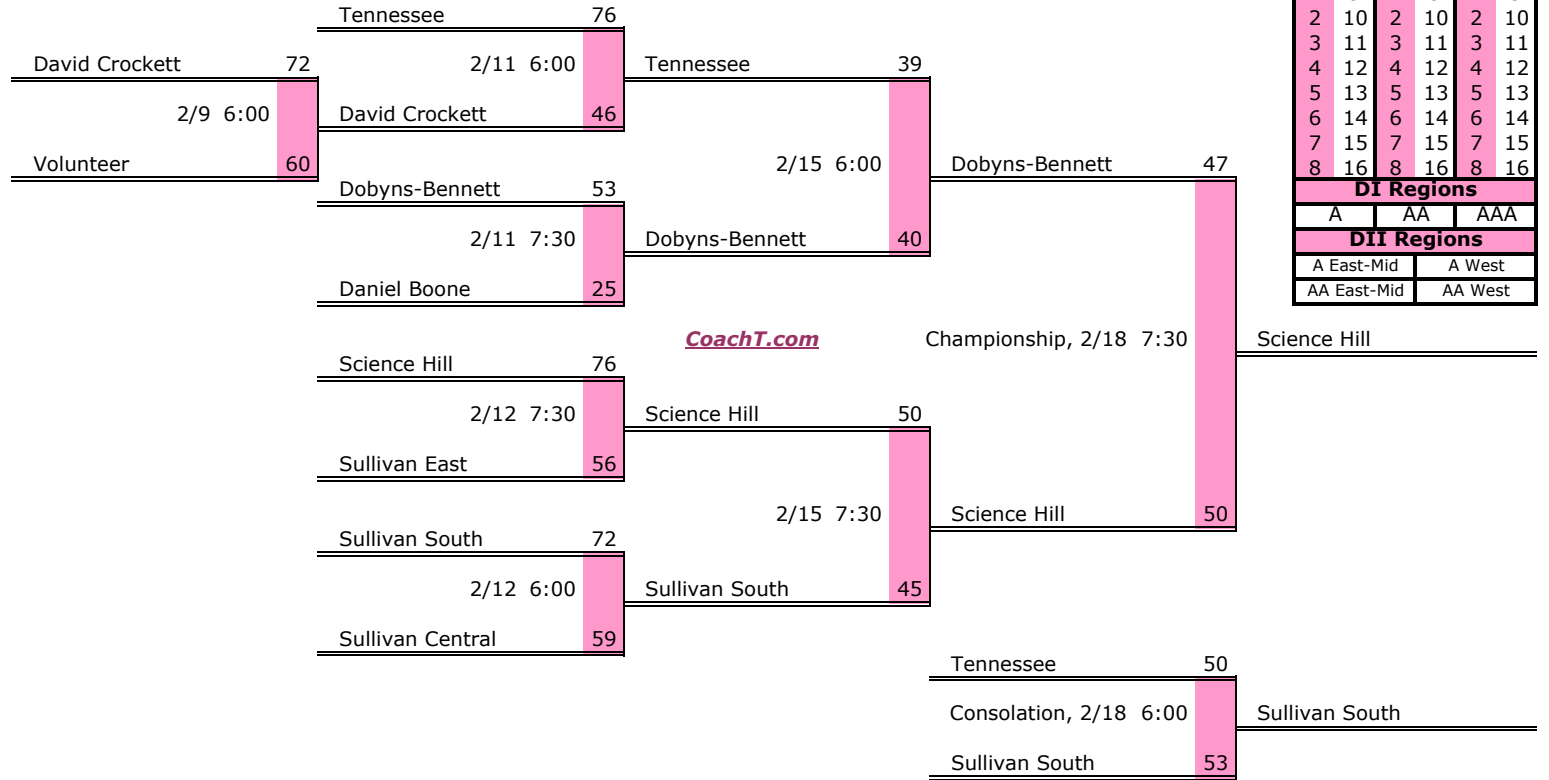 Tennessee 76
2 10 2 10 2 10
3 11 3 11 3 11
David Crockett 72 2/11 6:00 Tennessee 39
4 12 4 12 4 12
5 13 5 13 5 13
2/9 6:00 David Crockett 46
6 14 6 14 6 14
7 15 7 15 7 15
Volunteer 60 2/15 6:00 Dobyns-Bennett 47
8 16 8 16 8 16
Dobyns-Bennett 53
DI Regions
A AA AAA
2/11 7:30 Dobyns-Bennett 40
DII Regions
A East-Mid A West
Daniel Boone 25
AA East-Mid AA West
CoachT.com Championship, 2/18 7:30 Science Hill
Science Hill 76
2/12 7:30 Science Hill 50
Sullivan East 56
2/15 7:30 Science Hill 50
Sullivan South 72
2/12 6:00 Sullivan South 45
Sullivan Central 59
Tennessee 50
Consolation, 2/18 6:00 Sullivan South
Sullivan South 53